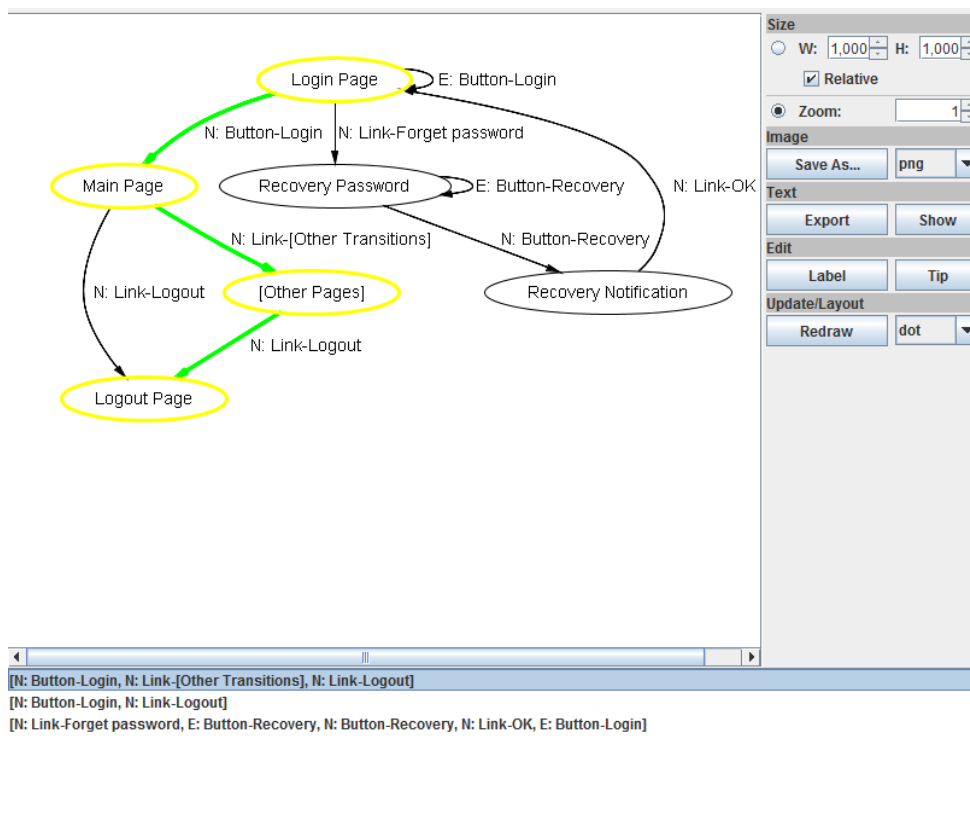 Size
W: 1,000 H: 1,000
Relative
Zoom: 1
Image
Save As... png
Text
Export Show
Edit
Label Tip
Update/Layout
Redraw dot
Login Page
E: Button-Login
N: Button-Login
N: Link-Forget password
Main Page
Recovery Password
E: Button-Recovery
N: Link-OK
N: Link-[Other Transitions]
N: Button-Recovery
N: Link-Logout
[Other Pages]
Recovery Notification
N: Link-Logout
Logout Page
[N: Button-Login, N: Link-[Other Transitions], N: Link-Logout]
[N: Button-Login, N: Link-Logout]
[N: Link-Forget password, E: Button-Recovery, N: Button-Recovery, N: Link-OK, E: Button-Login]